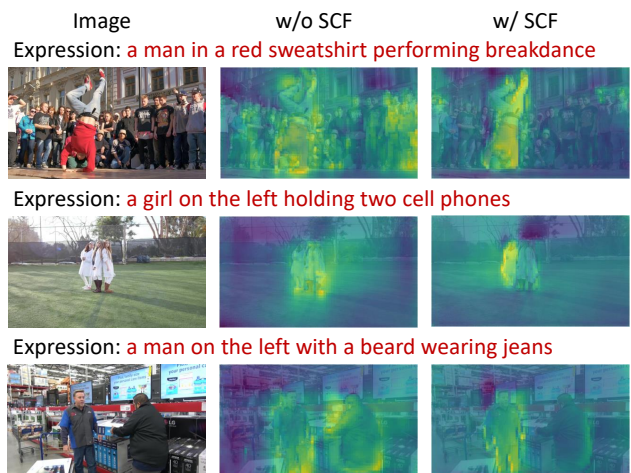 Image w/o SCF w/ SCF
Expression: a man in a red sweatshirt performing breakdance
Expression: a girl on the left holding two cell phones
Expression: a man on the left with a beard wearing jeans